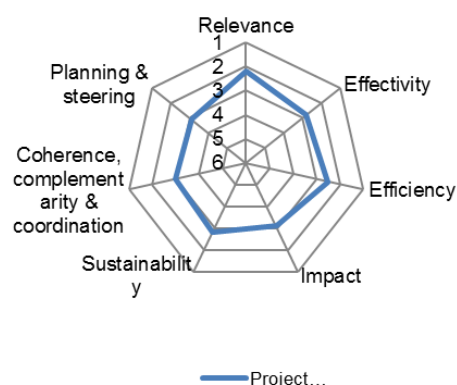 Relevance
1
2
3
4
5
6
Effectivity
Efficiency
Impact
Sustainabilit
y
Coherence,
complement
arity &
coordination
Planning &
steering
Project…